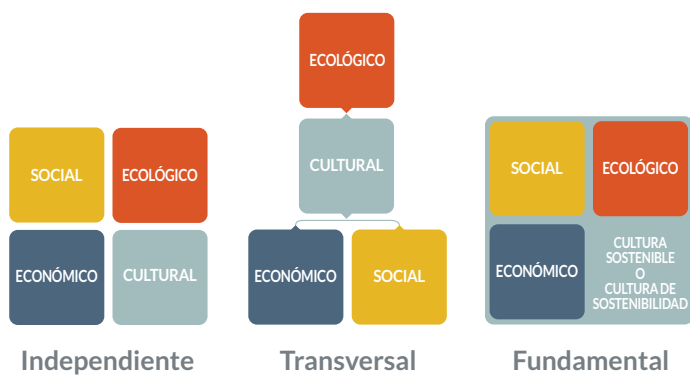 SOCIAL
ECOLÓGICO
ECONÓMICO
CULTURAL
Independiente
ECOLÓGICO
CULTURAL
ECONÓMICO
SOCIAL
Transversal
SOCIAL
ECOLÓGICO
ECONÓMICO
CULTURA
SOSTENIBLE
O
CULTURA DE
SOSTENIBILIDAD
Fundamental